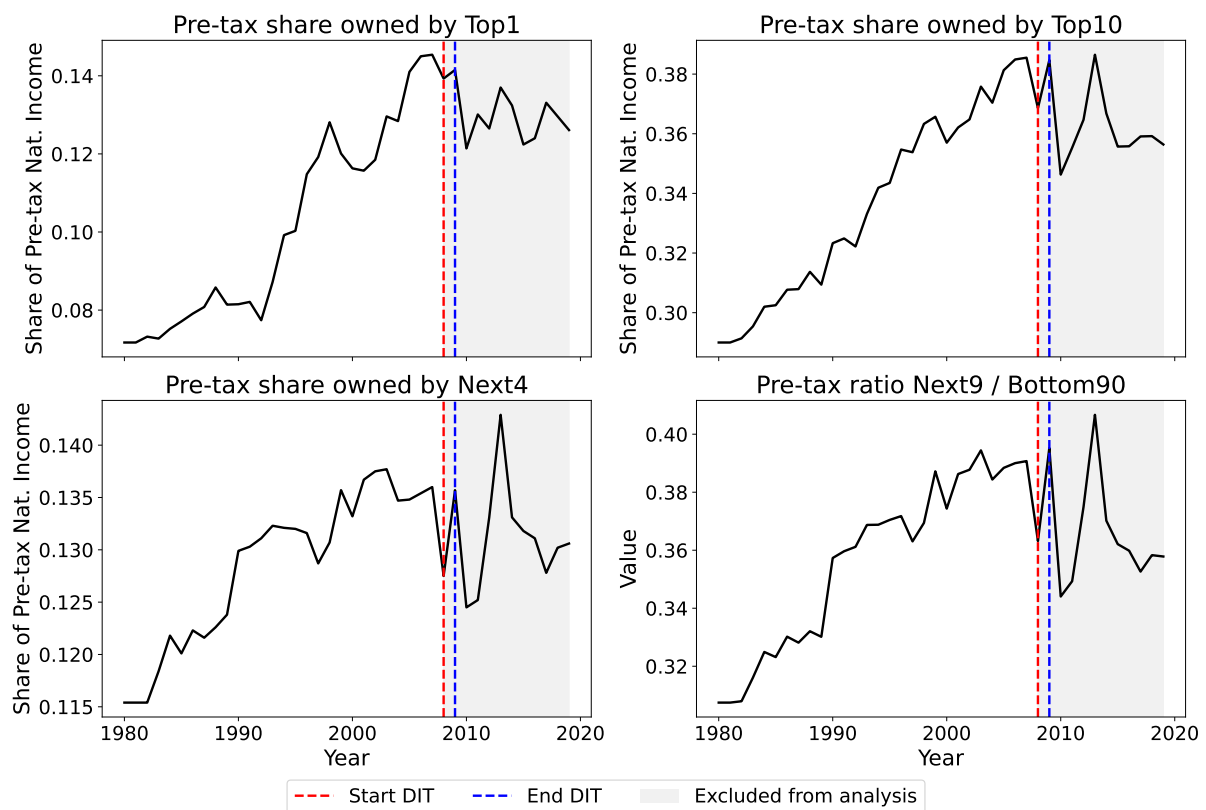 Pre-tax share owned by Top1
Share of Pre-tax Nat. Income
0.14
0.12
0.10
0.08
Pre-tax share owned by Top10
Share of Pre-tax Nat. Income
0.38
0.36
0.34
0.32
0.30
Pre-tax share owned by Next4
Share of Pre-tax Nat. Income
0.140
0.135
0.130
0.125
0.120
0.115
1980 1990 2000 2010 2020
Year
Pre-tax ratio Next9 / Bottom90
Value
0.40
0.38
0.36
0.34
0.32
1980 1990 2000 2010 2020
Year
Start DIT End DIT Excluded from analysis